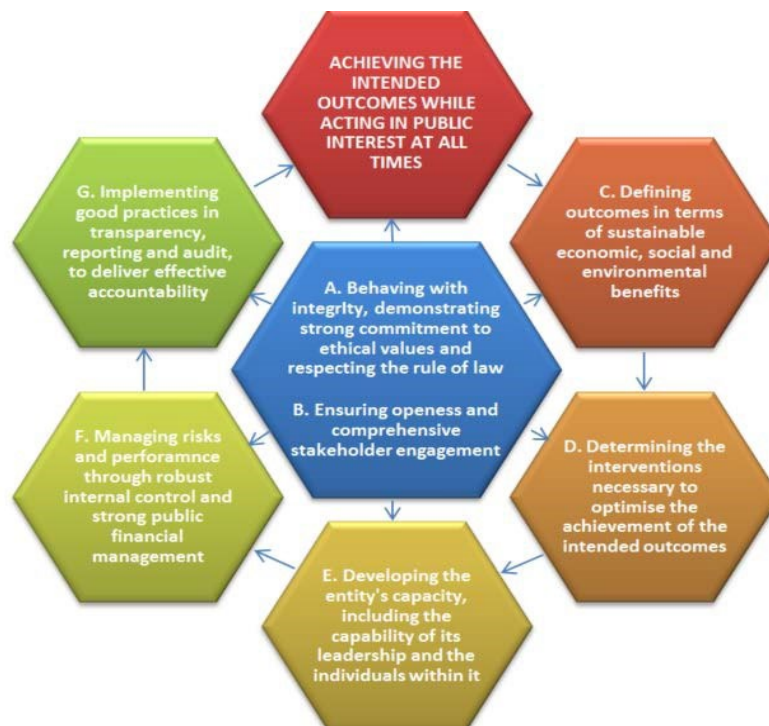 ACHIEVING THE
INTENDED
OUTCOMES WHILE
ACTING IN PUBLIC
INTEREST AT ALL
TIMES
G. Implementing
good practices in
transparency,
reporting and audit,
to deliver effective
accountability
C. Defining
outcomes in terms
of sustainable
economic, social and
environmental
benefits
A. Behaving with
integrIty, demonstrating
strong commitment to
ethical values and
respecting the rule of law
B. Ensuring openess and
comprehensive
stakeholder engagement
F. Managing risks
and perforamnce
through robust
internal control and
strong public
financial
management
D. Determining the
interventions
necessary to
optimise the
achievement of the
intended outcomes
E. Developing the
entity's capacity,
including the
capability of its
leadership and the
individuals within it